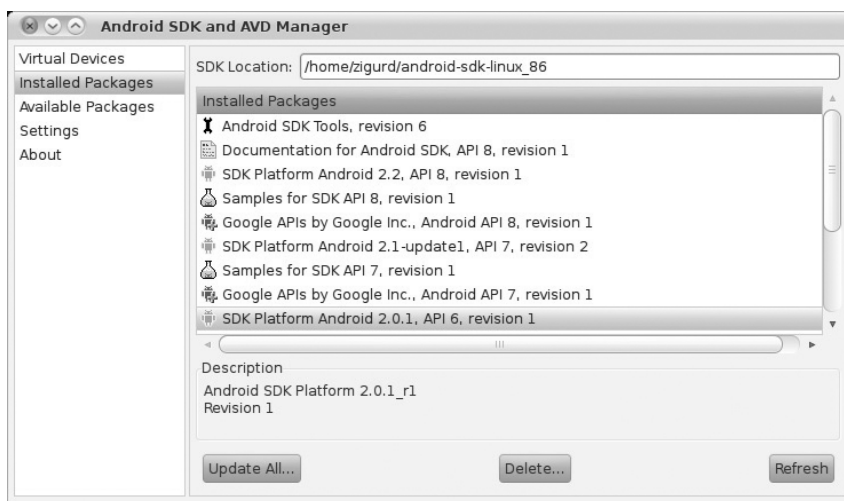 Android SDK and AVD Manager
Virtual Devices
Installed Packages
Available Packages
Settings
About
SDK Location: /home/zigurd/android-sdk-linux_86
Installed Packages
Android SDK Tools, revision 6
Documentation for Android SDK, API 8, revision 1
SDK Platform Android 2.2, API 8, revision 1
Samples for SDK API 8, revision 1
Google APIs by Google Inc., Android API 8, revision 1
SDK Platform Android 2.1-update1, API 7, revision 2
Samples for SDK API 7, revision 1
Google APIs by Google Inc., Android API 7, revision 1
SDK Platform Android 2.0.1, API 6, revision 1
Description
Android SDK Platform 2.0.1_r1
Revision 1
Update All...
Delete...
Refresh